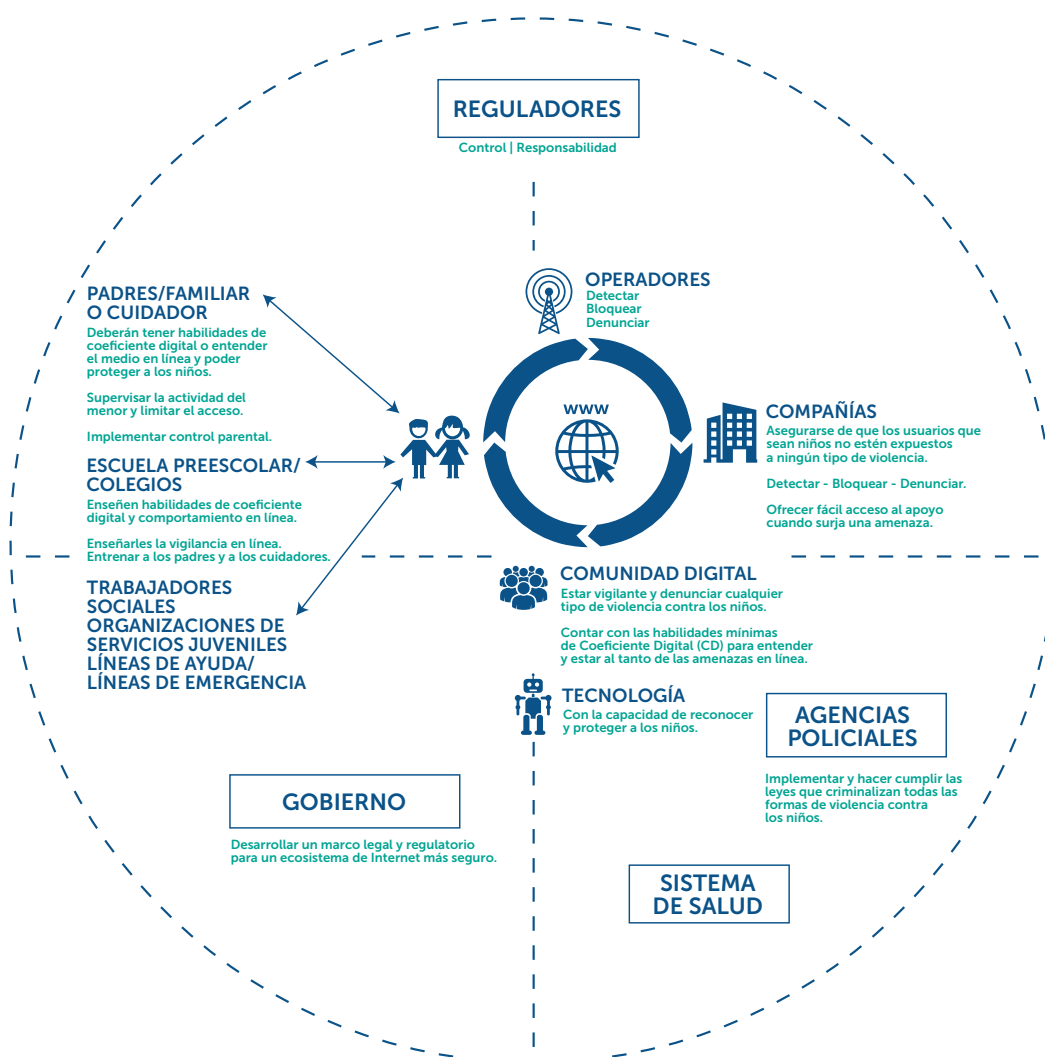 REGULADORES
Control | Responsabilidad
OPERADORES
Detectar
Bloquear
Denunciar
PADRES/FAMILIAR
O CUIDADOR
Deberán tener habilidades de
coeficiente digital o entender
el medio en línea y poder
proteger a los niños.
Supervisar la actividad del
menor y limitar el acceso.
Implementar control parental.
ESCUELA PREESCOLAR/
COLEGIOS
Enseñen habilidades de coeficiente
digital y comportamiento en línea.
Enseñarles la vigilancia en línea.
Entrenar a los padres y a los cuidadores.
TRABAJADORES
SOCIALES
ORGANIZACIONES DE
SERVICIOS JUVENILES
LÍNEAS DE AYUDA/
LÍNEAS DE EMERGENCIA
www
COMPAÑÍAS
Asegurarse de que los usuarios que
sean niños no estén expuestos
a ningún tipo de violencia.
Detectar - Bloquear - Denunciar.
Ofrecer fácil acceso al apoyo
cuando surja una amenaza.
COMUNIDAD DIGITAL
Estar vigilante y denunciar cualquier
tipo de violencia contra los niños.
Contar con las habilidades mínimas
de Coeficiente Digital (CD) para entender
y estar al tanto de las amenazas en línea.
TECNOLOGÍA
Con la capacidad de reconocer
y proteger a los niños.
AGENCIAS
POLICIALES
Implementar y hacer cumplir las
leyes que criminalizan todas las
formas de violencia contra
los niños.
GOBIERNO
Desarrollar un marco legal y regulatorio
para un ecosistema de Internet más seguro.
SISTEMA
DE SALUD